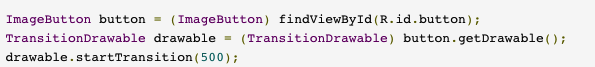 ImageButton button = (ImageButton) findViewById(R.id.button);
TransitionDrawable drawable = (TransitionDrawable) button.getDrawable();
drawable.startTransition(500);